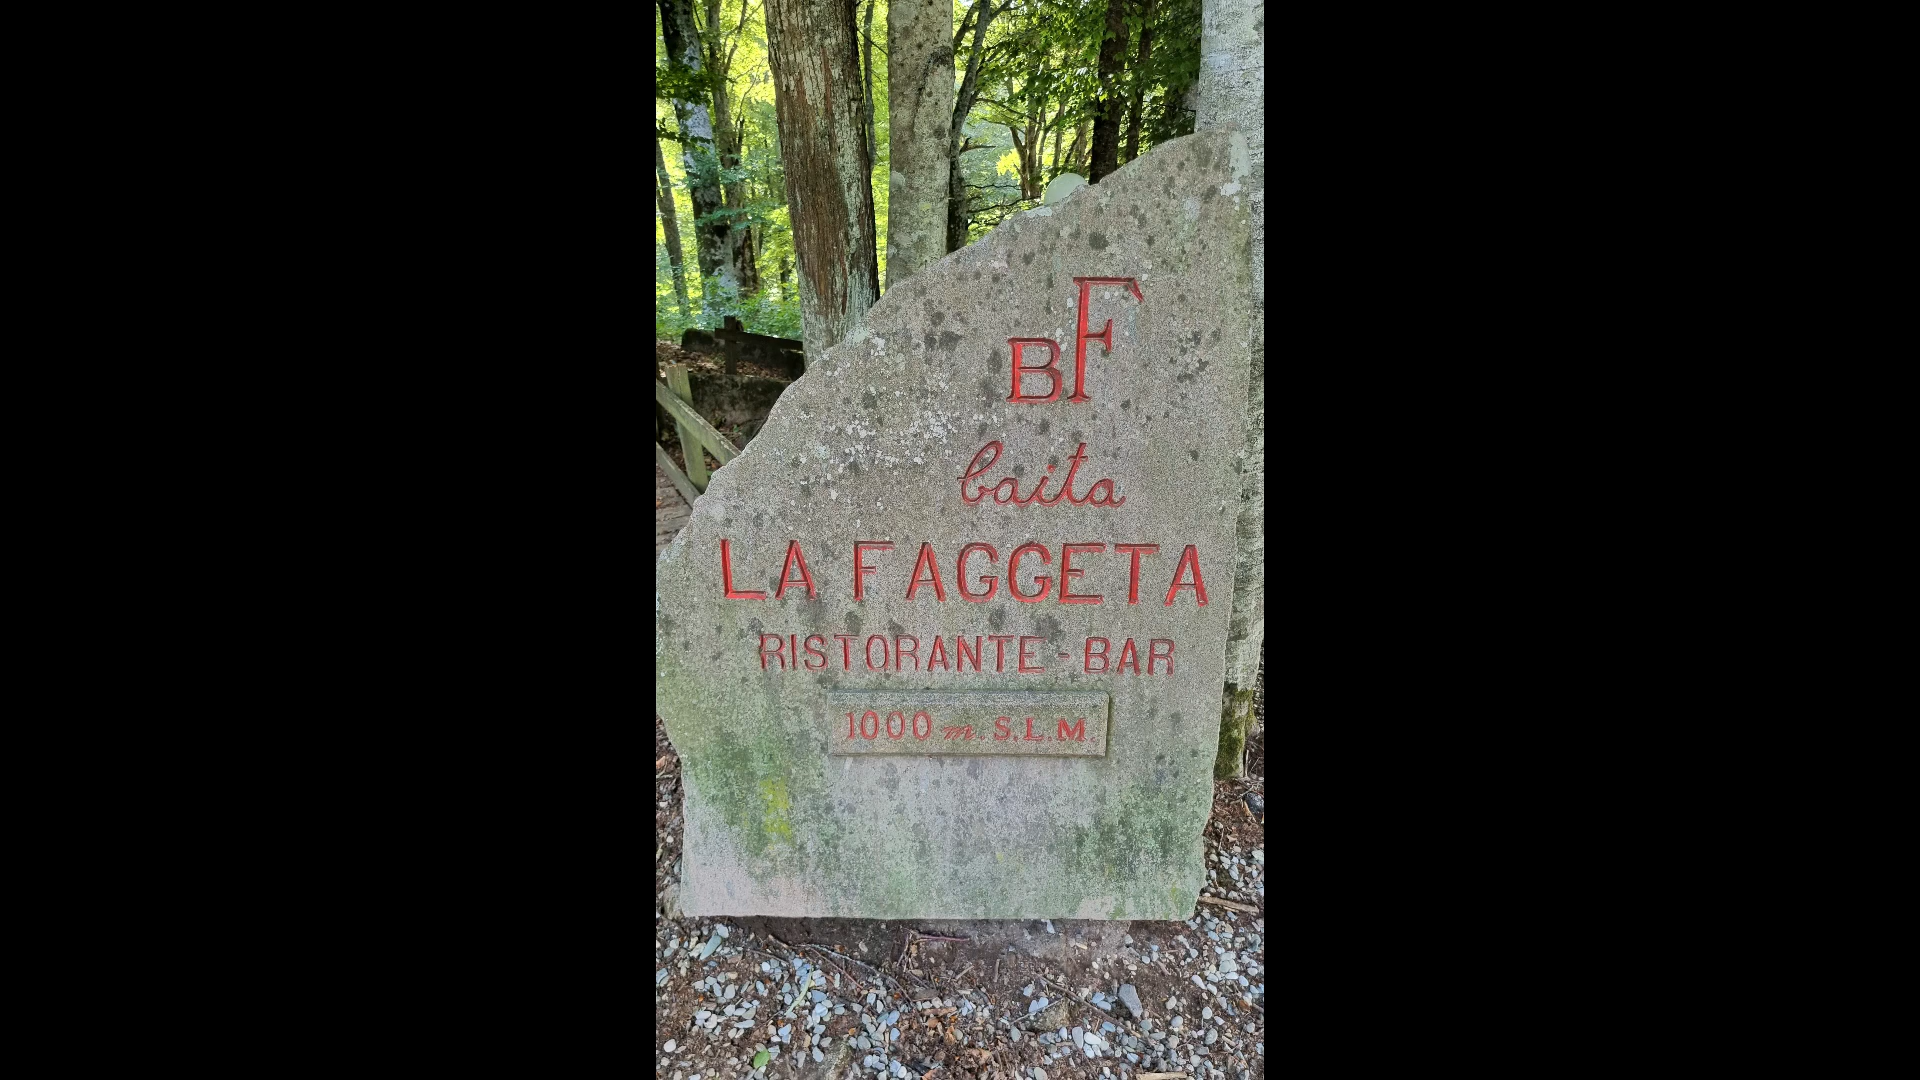 BF
baita
LA FAGGETA
RISTORANTE-BAR
1000 m. S.L.M.